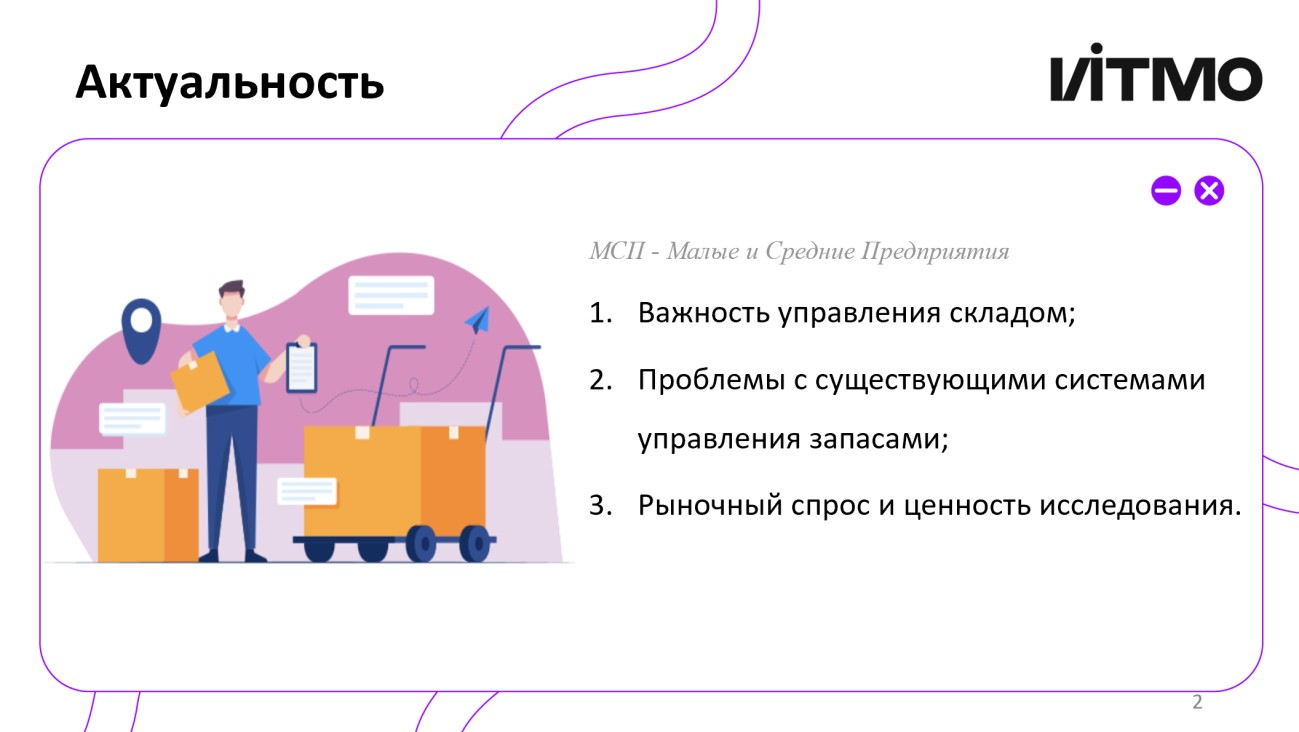 Актуальность
ITMO
МСП - Малые и Средние Предприятия
1. Важность управления складом;
2. Проблемы с существующими системами
управления запасами;
3. Рыночный спрос и ценность исследования.
2